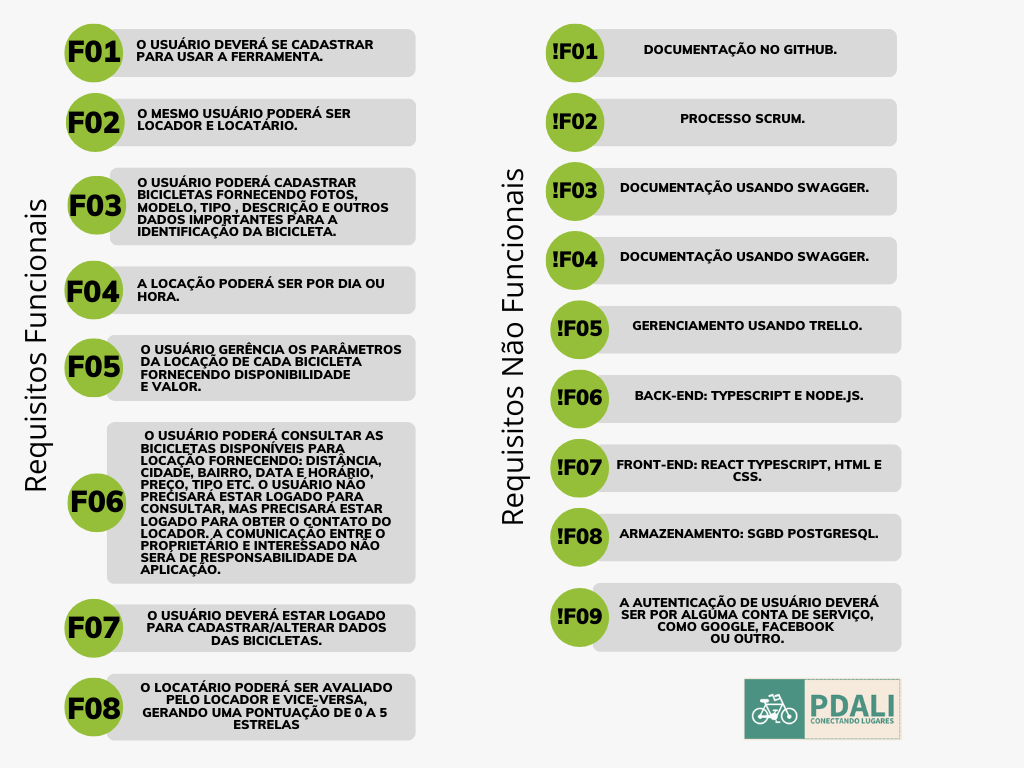 Requisitos Funcionais
F01
O USUÁRIO DEVERÁ SE CADASTRAR
PARA USAR A FERRAMENTA.
F02
O MESMO USUÁRIO PODERÁ SER
LOCADOR E LOCATÁRIO.
F03
O USUÁRIO PODERÁ CADASTRAR
BICICLETAS FORNECENDO FOTOS,
MODELO, TIPO , DESCRIÇÃO E OUTROS
DADOS IMPORTANTES PARA A
IDENTIFICAÇÃO DA BICICLETA.
F04
A LOCAÇÃO PODERÁ SER POR DIA OU
HORA.
F05
O USUÁRIO GERÊNCIA OS PARÂMETROS
DA LOCAÇÃO DE CADA BICICLETA
FORNECENDO DISPONIBILIDADE
E VALOR.
F06
O USUÁRIO PODERÁ CONSULTAR AS
BICICLETAS DISPONÍVEIS PARA
LOCAÇÃO FORNECENDO: DISTÂNCIA,
CIDADE, BAIRRO, DATA E HORÁRIO,
PREÇO, TIPO ETC. O USUÁRIO NÃO
PRECISARÁ ESTAR LOGADO PARA
CONSULTAR, MAS PRECISARÁ ESTAR
LOGADO PARA OBTER O CONTATO DO
LOCADOR. A COMUNICAÇÃO ENTRE O
PROPRIETÁRIO E INTERESSADO NÃO
SERÁ DE RESPONSABILIDADE DA
APLICAÇÃO.
F07
O USUÁRIO DEVERÁ ESTAR LOGADO
PARA CADASTRAR/ALTERAR DADOS
DAS BICICLETAS.
F08
O LOCATÁRIO PODERÁ SER AVALIADO
PELO LOCADOR E VICE-VERSA,
GERANDO UMA PONTUAÇÃO DE 0 A 5
ESTRELAS
Requisitos Não Funcionais
!F01
DOCUMENTAÇÃO NO GITHUB.
!F02
PROCESSO SCRUM.
!F03
DOCUMENTAÇÃO USANDO SWAGGER.
!F04
DOCUMENTAÇÃO USANDO SWAGGER.
!F05
GERENCIAMENTO USANDO TRELLO.
!F06
BACK-END: TYPESCRIPT E NODE.JS.
!F07
FRONT-END: REACT TYPESCRIPT, HTML E
CSS.
!F08
ARMAZENAMENTO: SGBD POSTGRESQL.
!F09
A AUTENTICAÇÃO DE USUÁRIO DEVERÁ
SER POR ALGUMA CONTA DE SERVIÇO,
COMO GOOGLE, FACEBOOK
OU OUTRO.
PDALI
CONECTANDO LUGARES